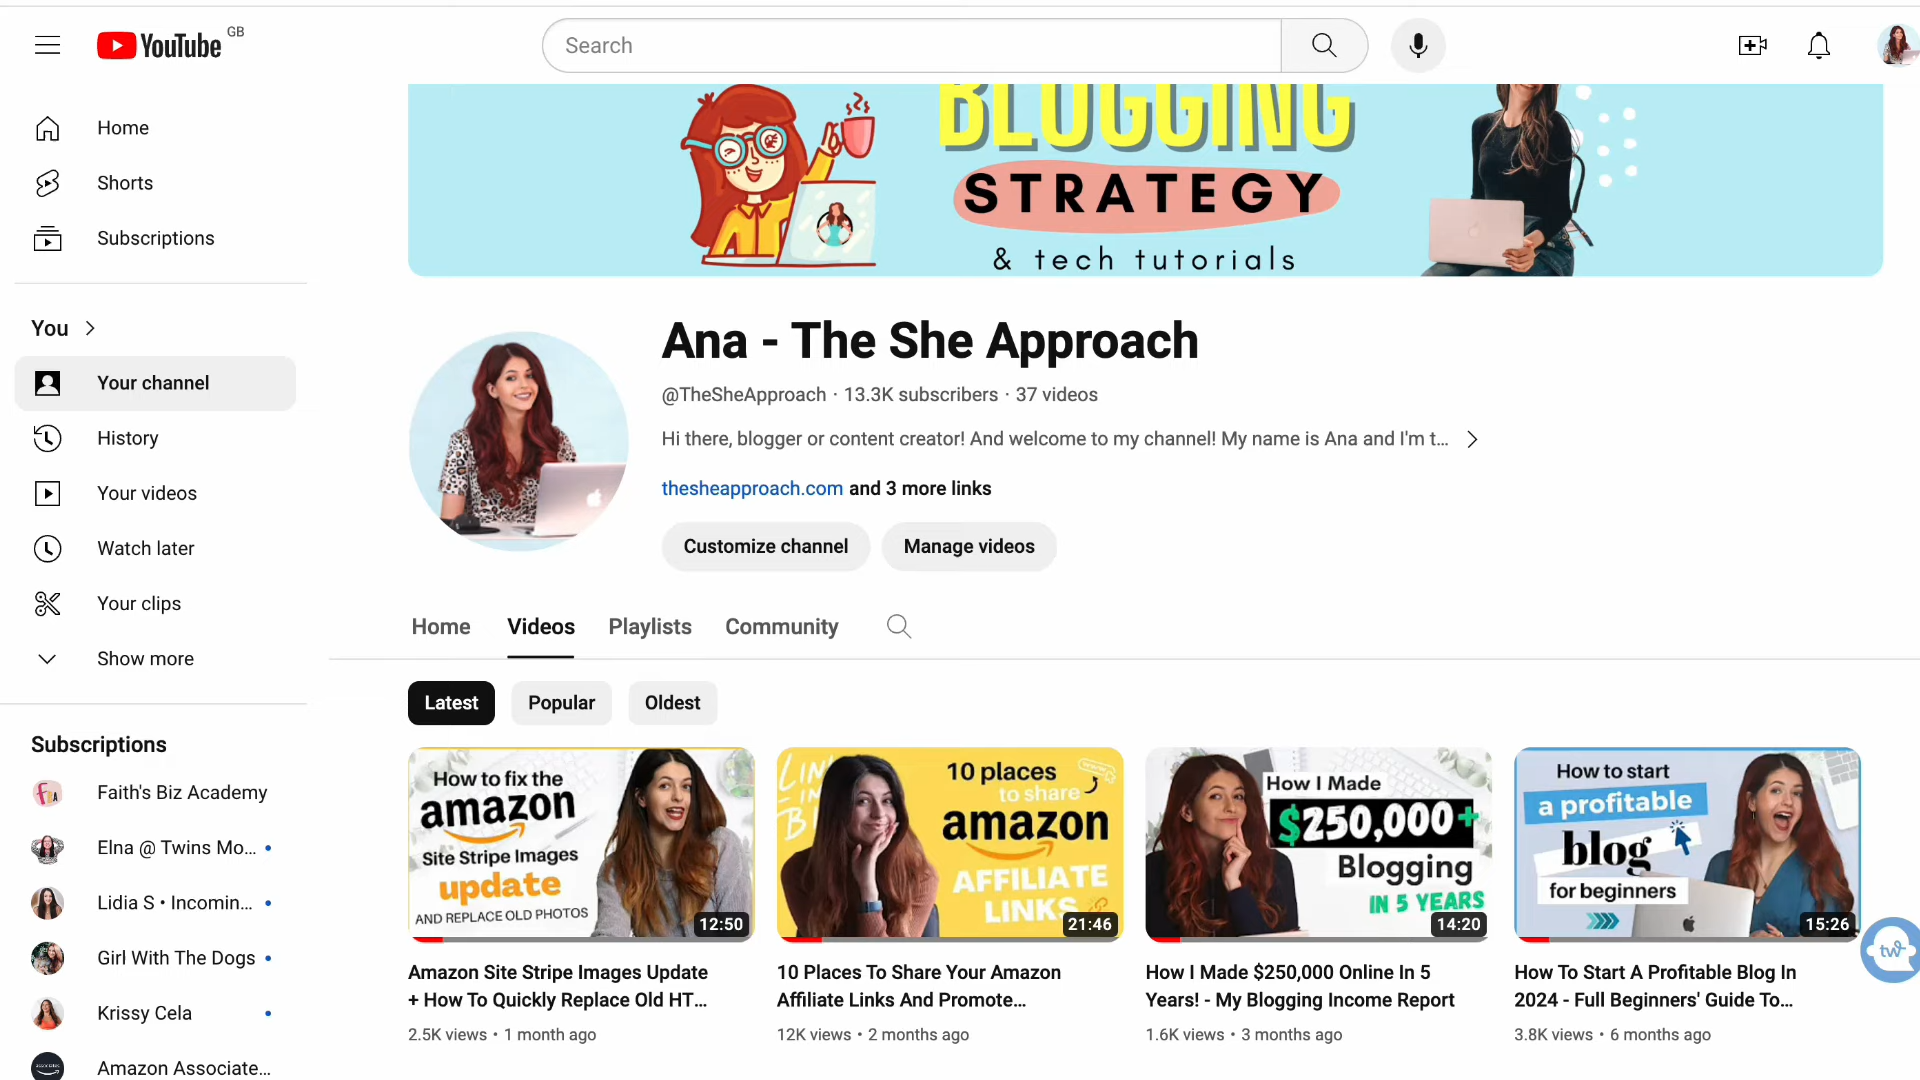 YouTube GB
Search
Home
Shorts
Subscriptions
You
Your channel
History
Your videos
Watch later
Your clips
Show more
Subscriptions
Faith's Biz Academy
Elna @ Twins Mo...
Lidia S • Incomin...
Girl With The Dogs
Krissy Cela
Amazon Associate...
BLOGGING
STRATEGY
& tech tutorials
Ana - The She Approach
@TheSheApproach · 13.3K subscribers · 37 videos
Hi there, blogger or content creator! And welcome to my channel! My name is Ana and I'm t...
thesheapproach.com and 3 more links
Customize channel
Manage videos
Home
Videos
Playlists
Community
Latest
Popular
Oldest
How to fix the
amazon
Site Stripe Images
update
AND REPLACE OLD PHOTOS
12:50
Amazon Site Stripe Images Update
+ How To Quickly Replace Old HT...
2.5K views • 1 month ago
10 places
to share
amazon
AFFILIATE
LINKS
21:46
10 Places To Share Your Amazon
Affiliate Links And Promote...
12K views • 2 months ago
How I Made
$250,000+
Blogging
IN 5 YEARS
14:20
How I Made $250,000 Online In 5
Years! - My Blogging Income Report
1.6K views • 3 months ago
How to start
a profitable
blog
for beginners
15:26
How To Start A Profitable Blog In
2024 - Full Beginners' Guide To...
3.8K views • 6 months ago
tw